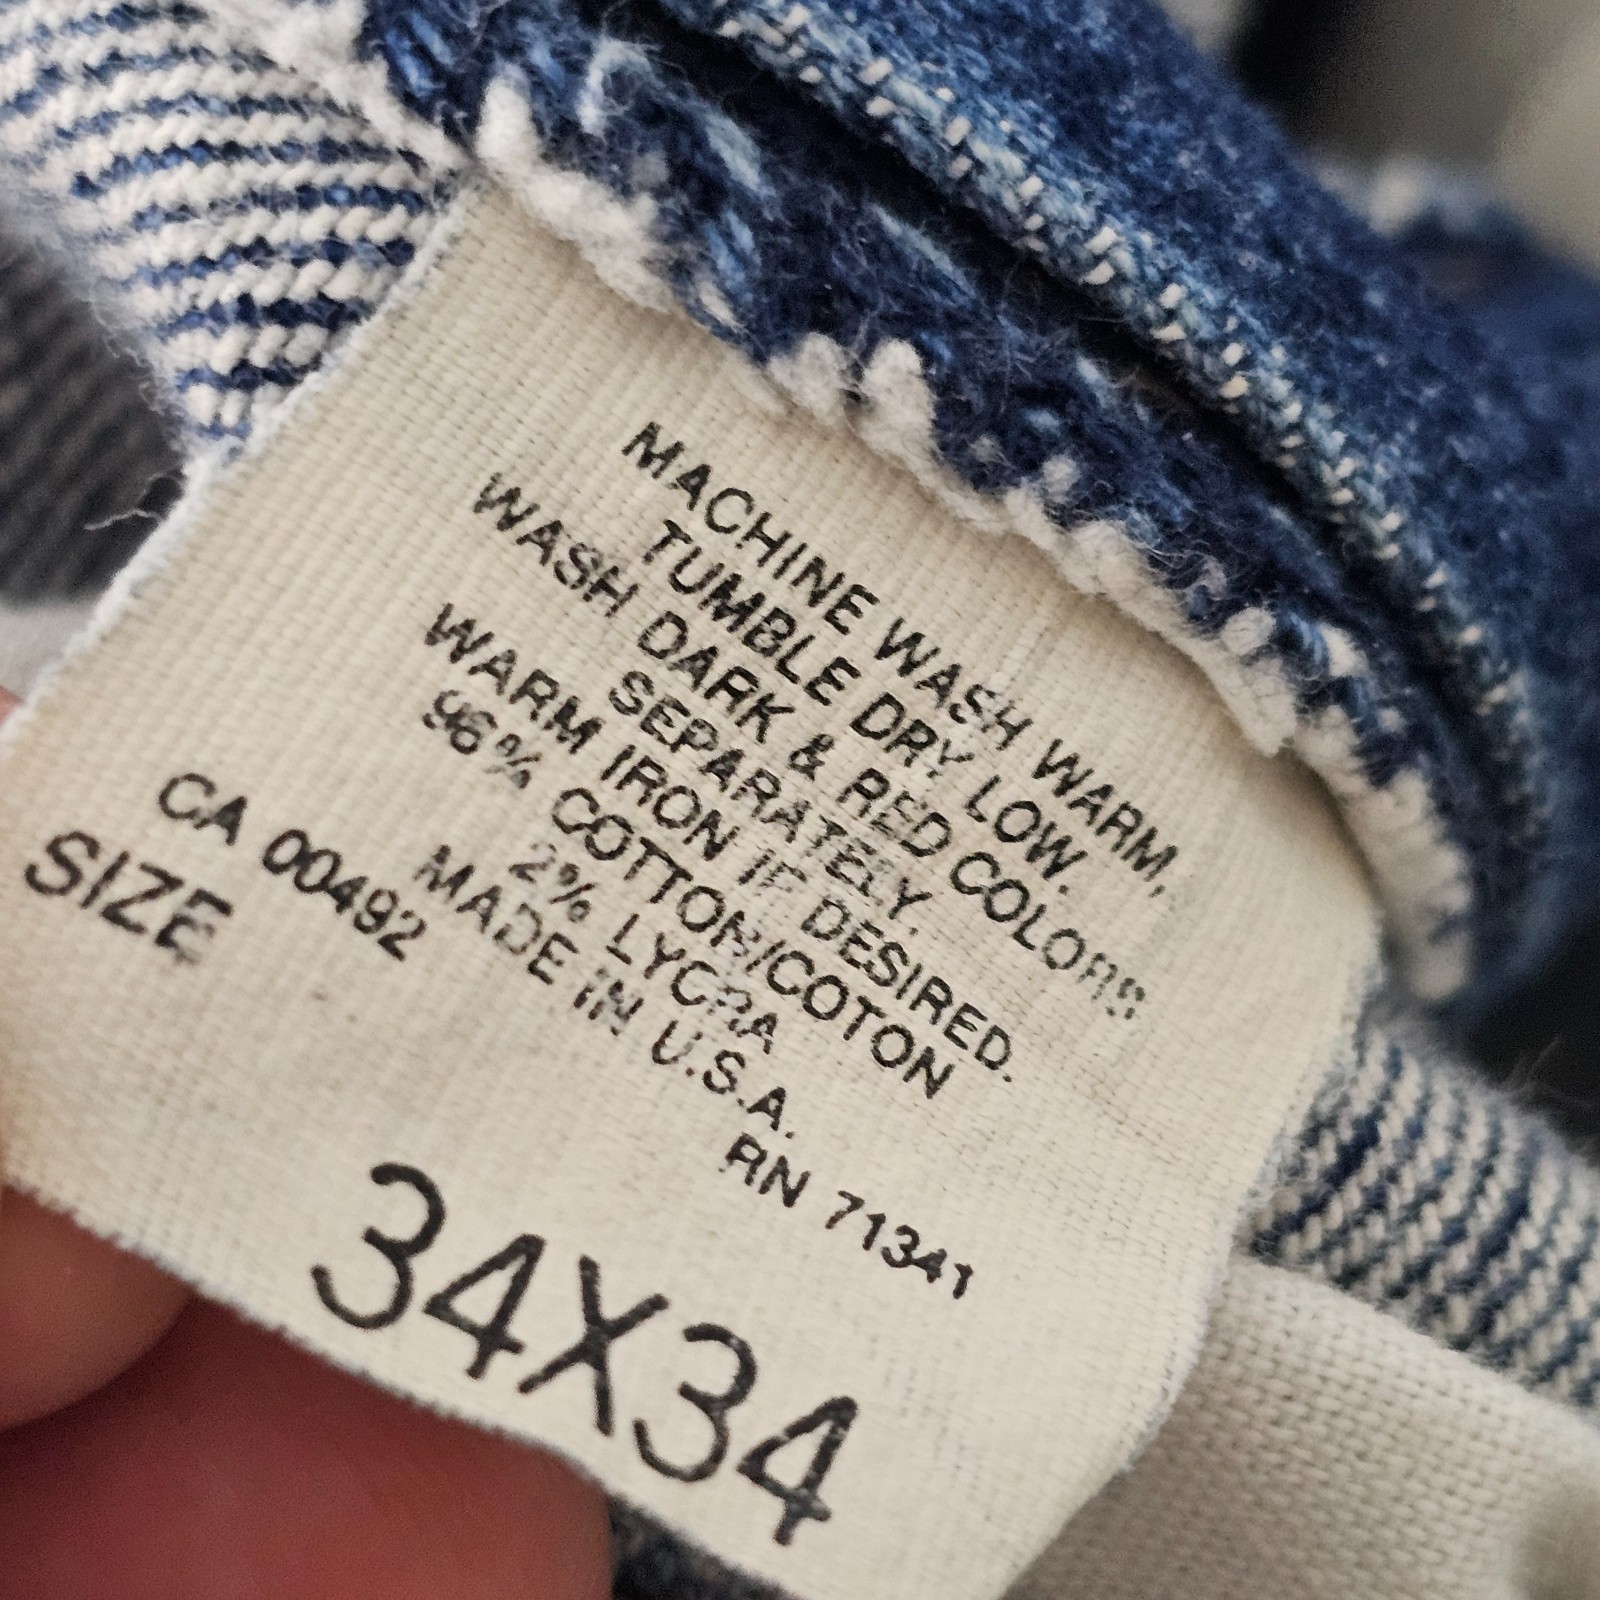 MACHINE WASH WARM,
TUMBLE DRY LOW.
WASH DARK & RED COLORS
SEPARATELY.
WARM IRON IF DESIRED.
96% COTTON/COTON
2% LYCRA
MADE IN U.S.A.
CA 00492 RN 71341
SIZE 34X34